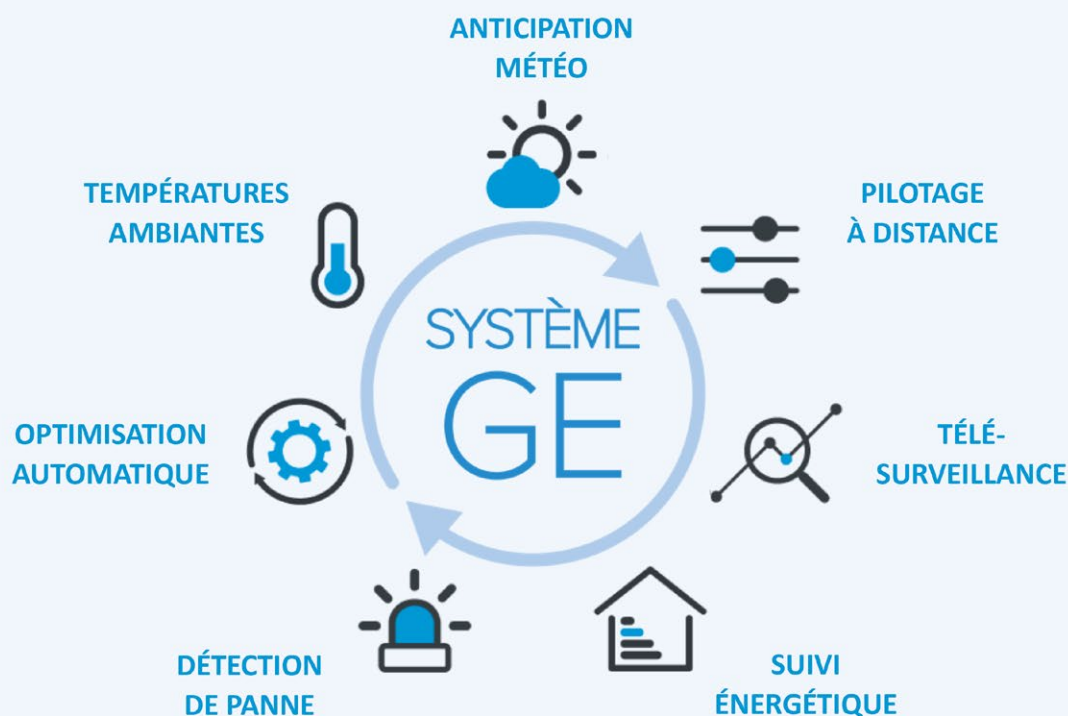 ANTICIPATION
MÉTÉO
TEMPÉRATURES
AMBIANTES
PILOTAGE
À DISTANCE
SYSTÈME
GE
OPTIMISATION
AUTOMATIQUE
TÉLÉ-
SURVEILLANCE
DÉTECTION
DE PANNE
SUIVI
ÉNERGÉTIQUE